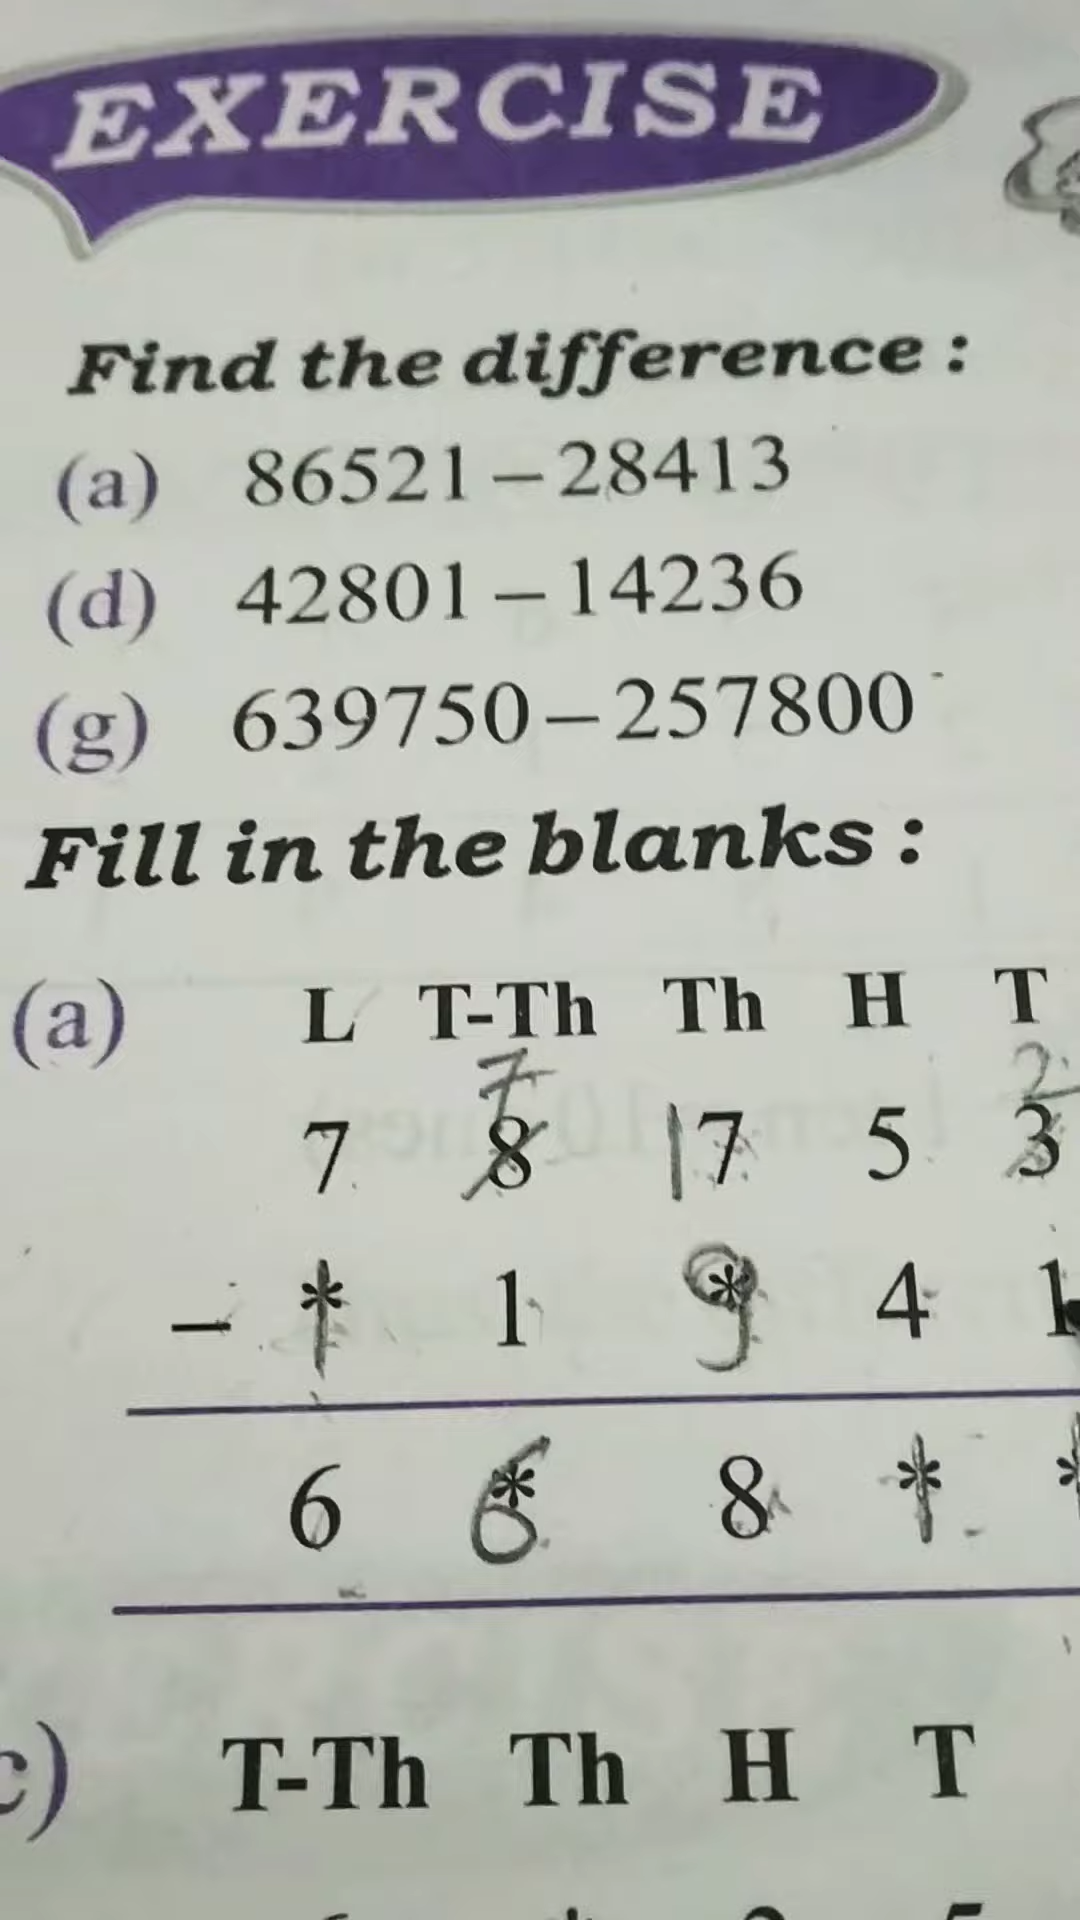 EXERCISE
Find the difference :
(a) 86521 – 28413
(d) 42801 – 14236
(g) 639750 – 257800
Fill in the blanks :
(a) L T-Th Th H T
7 2
7 8 17 5 3
– * 1 * 9 4 1
6 * 6 8 * *
c) T-Th Th H T